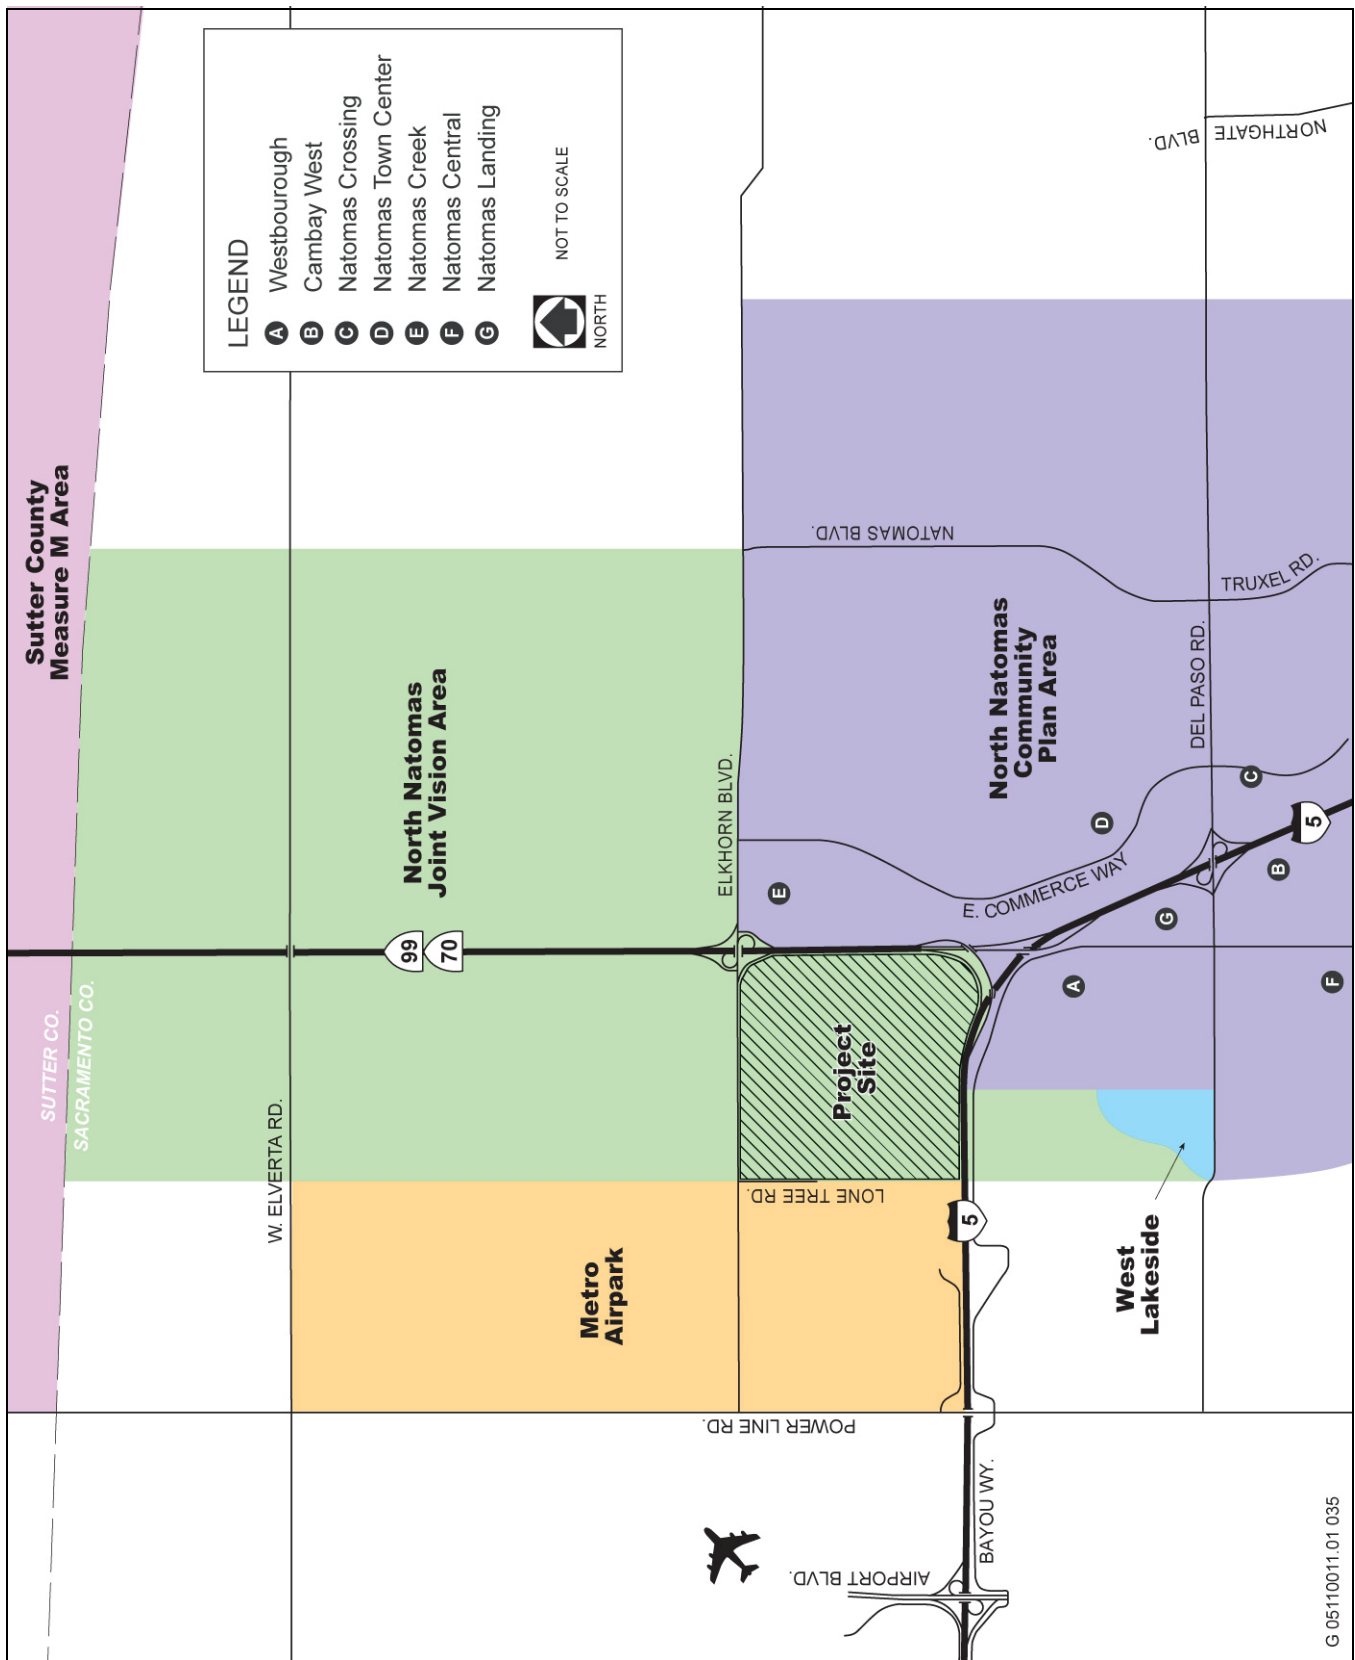 Sutter County
Measure M Area
SUTTER CO.
SACRAMENTO CO.
LEGEND
A Westbourough
B Cambay West
C Natomas Crossing
D Natomas Town Center
E Natomas Creek
F Natomas Central
G Natomas Landing
NORTH
NOT TO SCALE
W. ELVERTA RD.
North Natomas
Joint Vision Area
99
70
Metro
Airpark
ELKHORN BLVD.
POWER LINE RD.
LONE TREE RD.
NATOMAS BLVD.
E
Project
Site
AIRPORT BLVD.
BAYOU WY.
5
E. COMMERCE WAY
North Natomas
Community
Plan Area
A
D
G
West
Lakeside
DEL PASO RD.
NORTHGATE
BLVD.
TRUXEL RD.
C
B
5
F
G 05110011.01 035